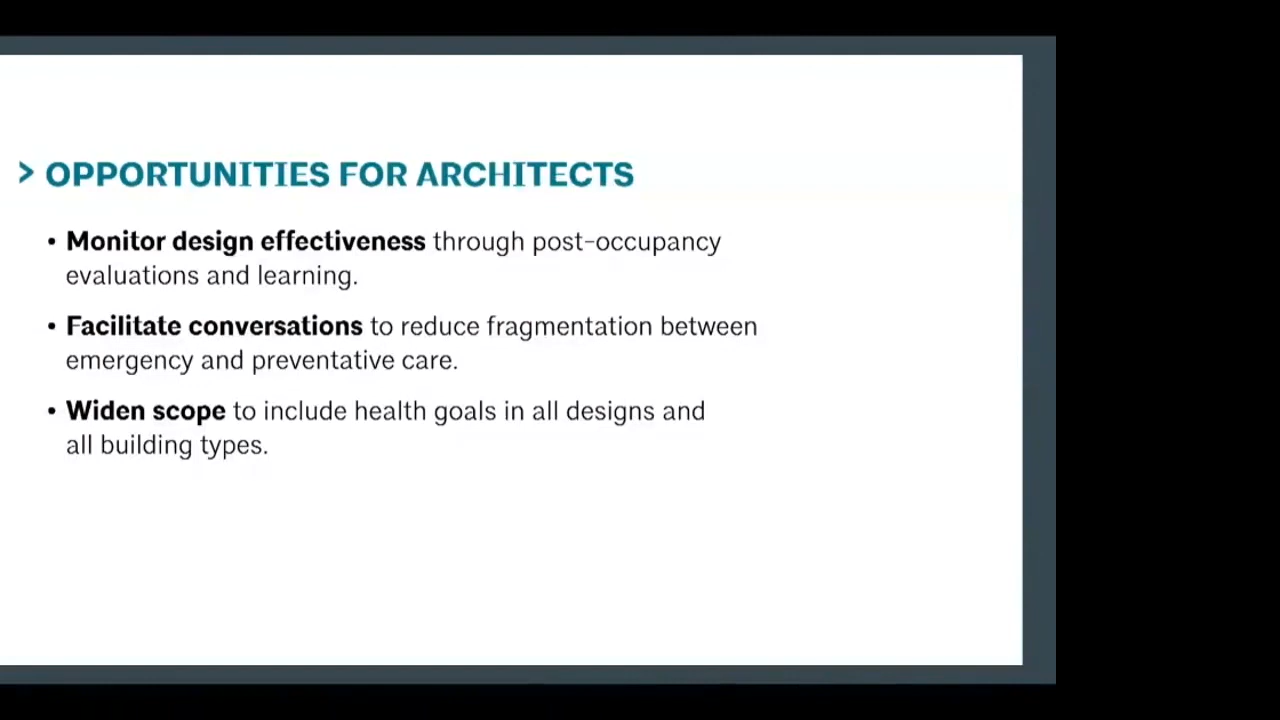 > OPPORTUNITIES FOR ARCHITECTS
• Monitor design effectiveness through post-occupancy
evaluations and learning.
• Facilitate conversations to reduce fragmentation between
emergency and preventative care.
• Widen scope to include health goals in all designs and
all building types.